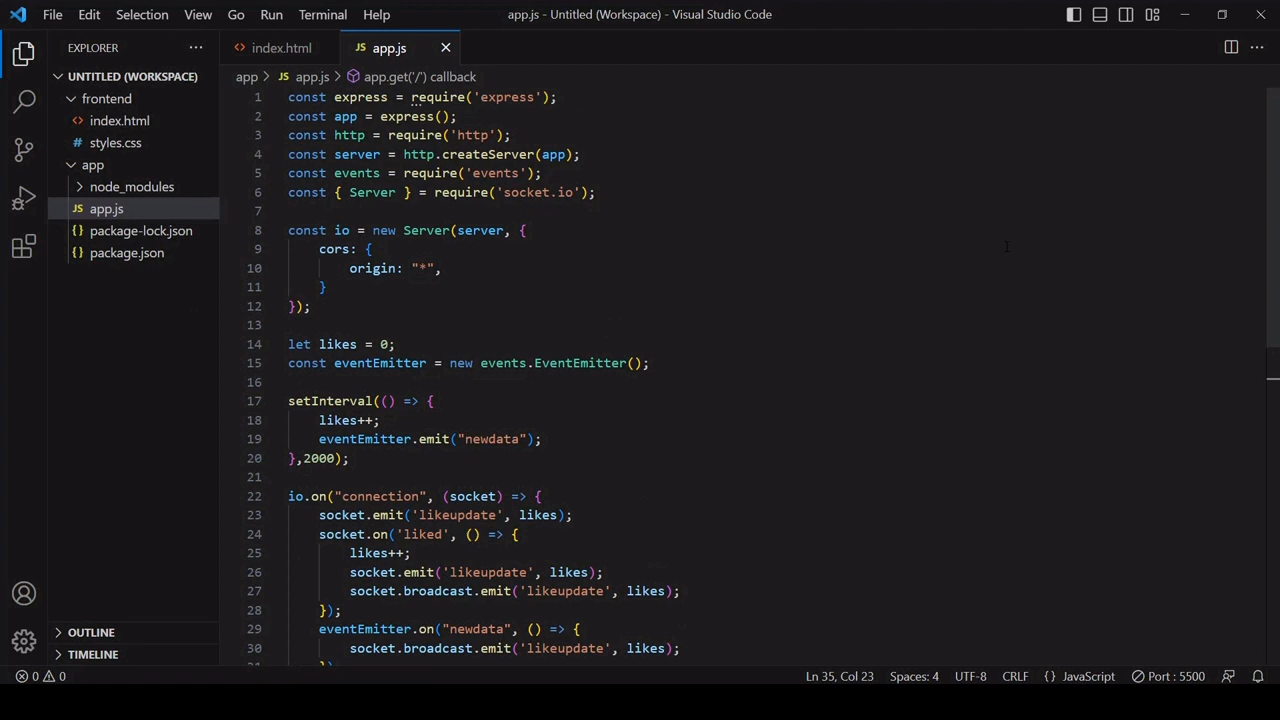 File Edit Selection View Go Run Terminal Help app.js - Untitled (Workspace) - Visual Studio Code
EXPLORER ···
UNTITLED (WORKSPACE)
frontend
index.html
styles.css
app
node_modules
JS app.js
{} package-lock.json
{} package.json
OUTLINE
TIMELINE
index.html JS app.js
app > JS app.js > app.get('/') callback
1 const express = require('express');
2 const app = express();
3 const http = require('http');
4 const server = http.createServer(app);
5 const events = require('events');
6 const { Server } = require('socket.io');
7
8 const io = new Server(server, {
9     cors: {
10         origin: "*",
11     }
12 });
13
14 let likes = 0;
15 const eventEmitter = new events.EventEmitter();
16
17 setInterval(() => {
18     likes++;
19     eventEmitter.emit("newdata");
20 },2000);
21
22 io.on("connection", (socket) => {
23     socket.emit('likeupdate', likes);
24     socket.on('liked', () => {
25         likes++;
26         socket.emit('likeupdate', likes);
27         socket.broadcast.emit('likeupdate', likes);
28     });
29     eventEmitter.on("newdata", () => {
30         socket.broadcast.emit('likeupdate', likes);
31     })
0 0 Ln 35, Col 23 Spaces: 4 UTF-8 CRLF {} JavaScript Port : 5500